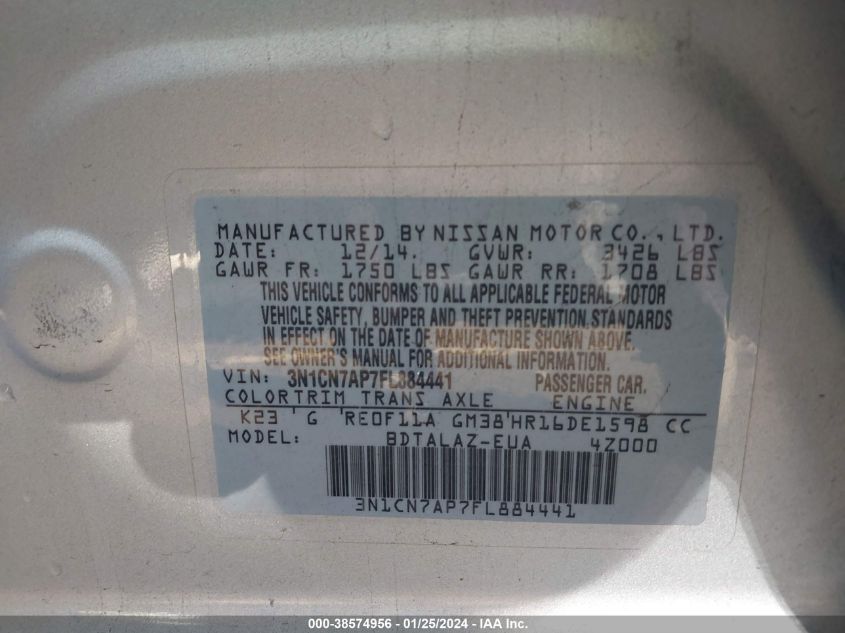 MANUFACTURED BY NISSAN MOTOR CO., LTD.
DATE: 12/14. GVWR: 3426 LBS
GAWR FR: 1750 LBS GAWR RR: 1708 LBS
THIS VEHICLE CONFORMS TO ALL APPLICABLE FEDERAL MOTOR
VEHICLE SAFETY, BUMPER AND THEFT PREVENTION STANDARDS
IN EFFECT ON THE DATE OF MANUFACTURE SHOWN ABOVE.
SEE OWNER'S MANUAL FOR ADDITIONAL INFORMATION.
VIN: 3N1CN7AP7FL884441 PASSENGER CAR.
COLOR TRIM TRANS AXLE ENGINE
K23 G RE0F11A GM38 HR16DE1598 CC
MODEL: BDTALAZ-EUA 4Z000
3N1CN7AP7FL884441
000-38574956 - 01/25/2024 - IAA Inc.